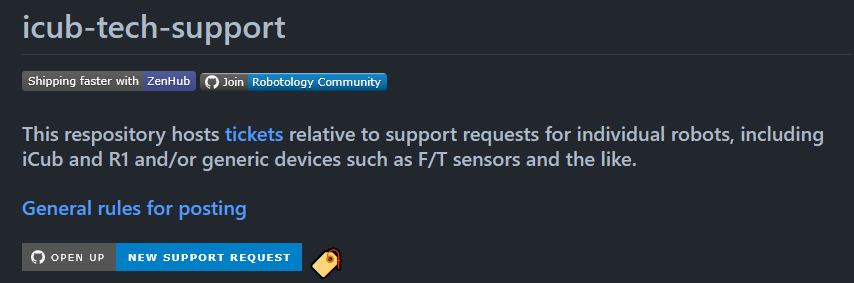 icub-tech-support
Shipping faster with ZenHub Join Robotology Community
This respository hosts tickets relative to support requests for individual robots, including
iCub and R1 and/or generic devices such as F/T sensors and the like.
General rules for posting
OPEN UP NEW SUPPORT REQUEST